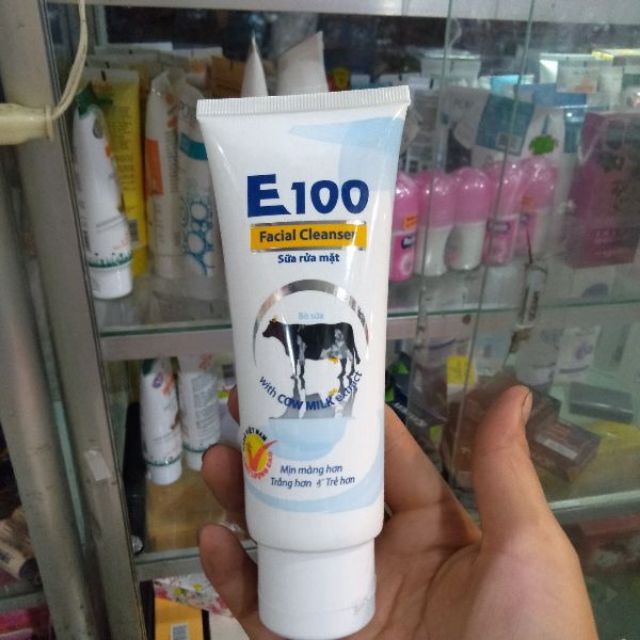 E100
Facial Cleanser
Sữa rửa mặt
Bò sữa
with COW MILK extract
Mịn màng hơn
Trắng hơn & Trẻ hơn